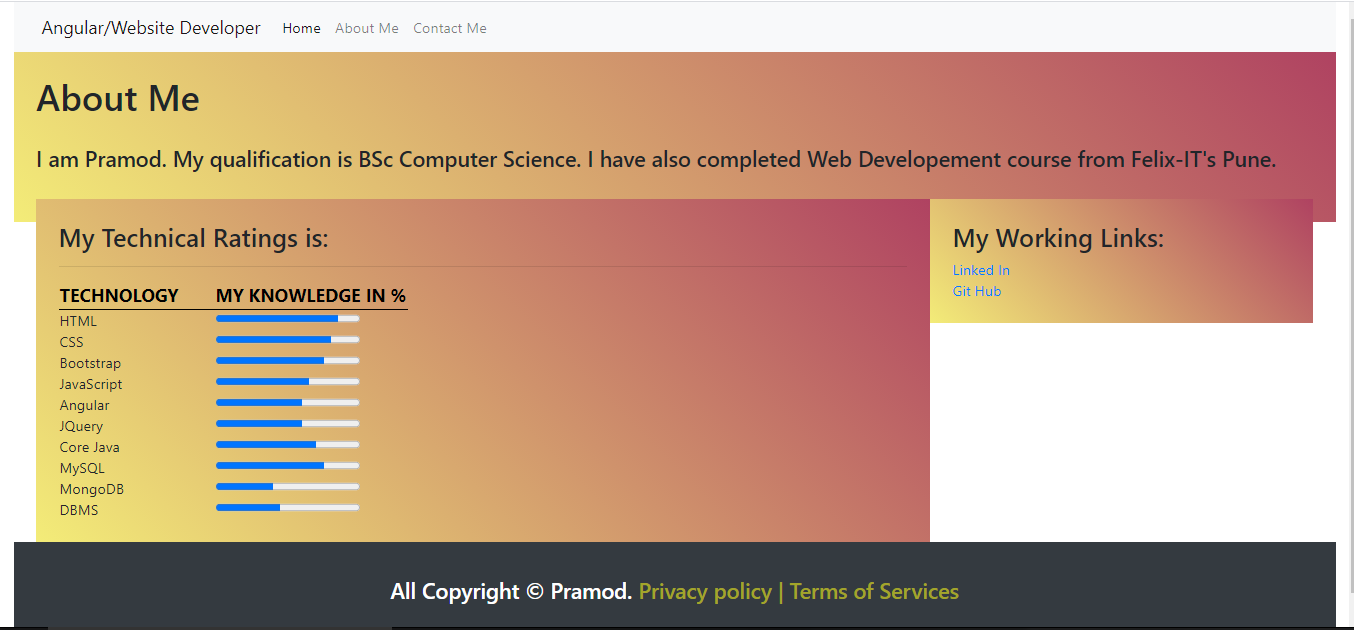 Angular/Website Developer Home About Me Contact Me
About Me
I am Pramod. My qualification is BSc Computer Science. I have also completed Web Developement course from Felix-IT's Pune.
My Technical Ratings is:
TECHNOLOGY MY KNOWLEDGE IN %
HTML
CSS
Bootstrap
JavaScript
Angular
JQuery
Core Java
MySQL
MongoDB
DBMS
My Working Links:
Linked In
Git Hub
All Copyright © Pramod. Privacy policy | Terms of Services